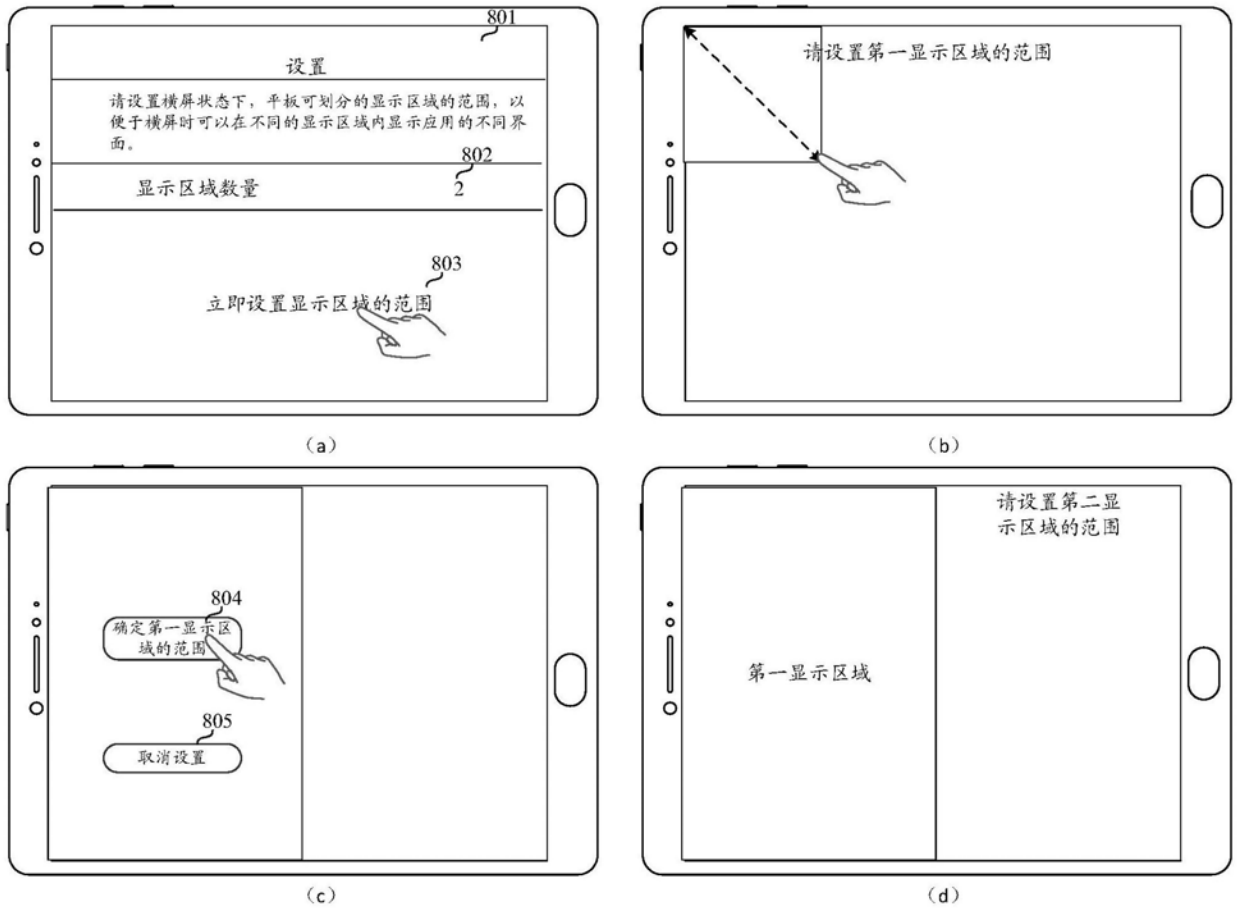 801
设置
请设置横屏状态下，平板可划分的显示区域的范围，以
便于横屏时可以在不同的显示区域内显示应用的不同界
面。
802
显示区域数量 2
803
立即设置显示区域的范围
（a）
请设置第一显示区域的范围
（b）
804
确定第一显示区
域的范围
805
取消设置
（c）
请设置第二显
示区域的范围
第一显示区域
（d）